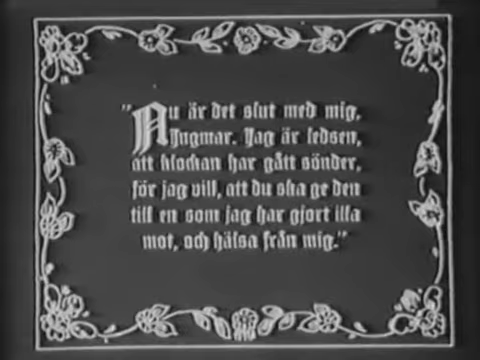 "Nu är det slut med mig,
Ingmar. Jag är ledsen,
att klockan har gått sönder,
för jag vill, att du ska ge den
till en som jag har gjort illa
mot, och hälsa från mig."